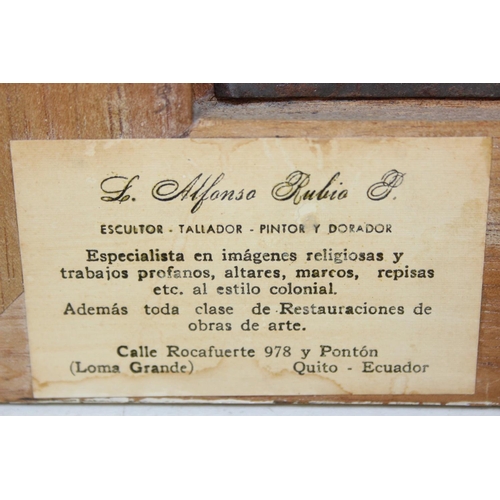 L. Alfonso Rubio P.
ESCULTOR - TALLADOR - PINTOR Y DORADOR
Especialista en imágenes religiosas y
trabajos profanos, altares, marcos, repisas
etc. al estilo colonial.
Además toda clase de Restauraciones de
obras de arte.
Calle Rocafuerte 978 y Pontón
(Loma Grande) Quito - Ecuador